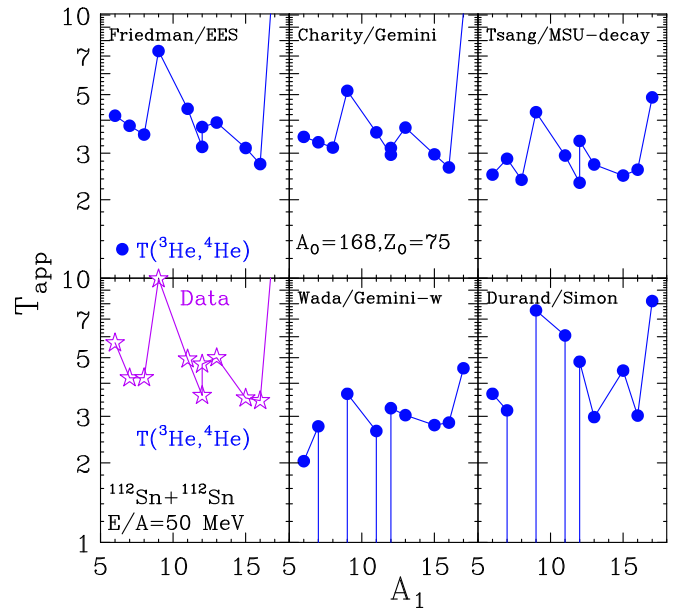 10
7
5
3
2
Friedman/EES
Charity/Gemini
Tsang/MSU-decay
T(³He,⁴He)
A₀=168,Z₀=75
T_app
10
7
5
3
2
1
Data
Wada/Gemini-w
Durand/Simon
T(³He,⁴He)
¹¹²Sn+¹¹²Sn
E/A=50 MeV
5 10 15 5 10 15 5 10 15
A₁